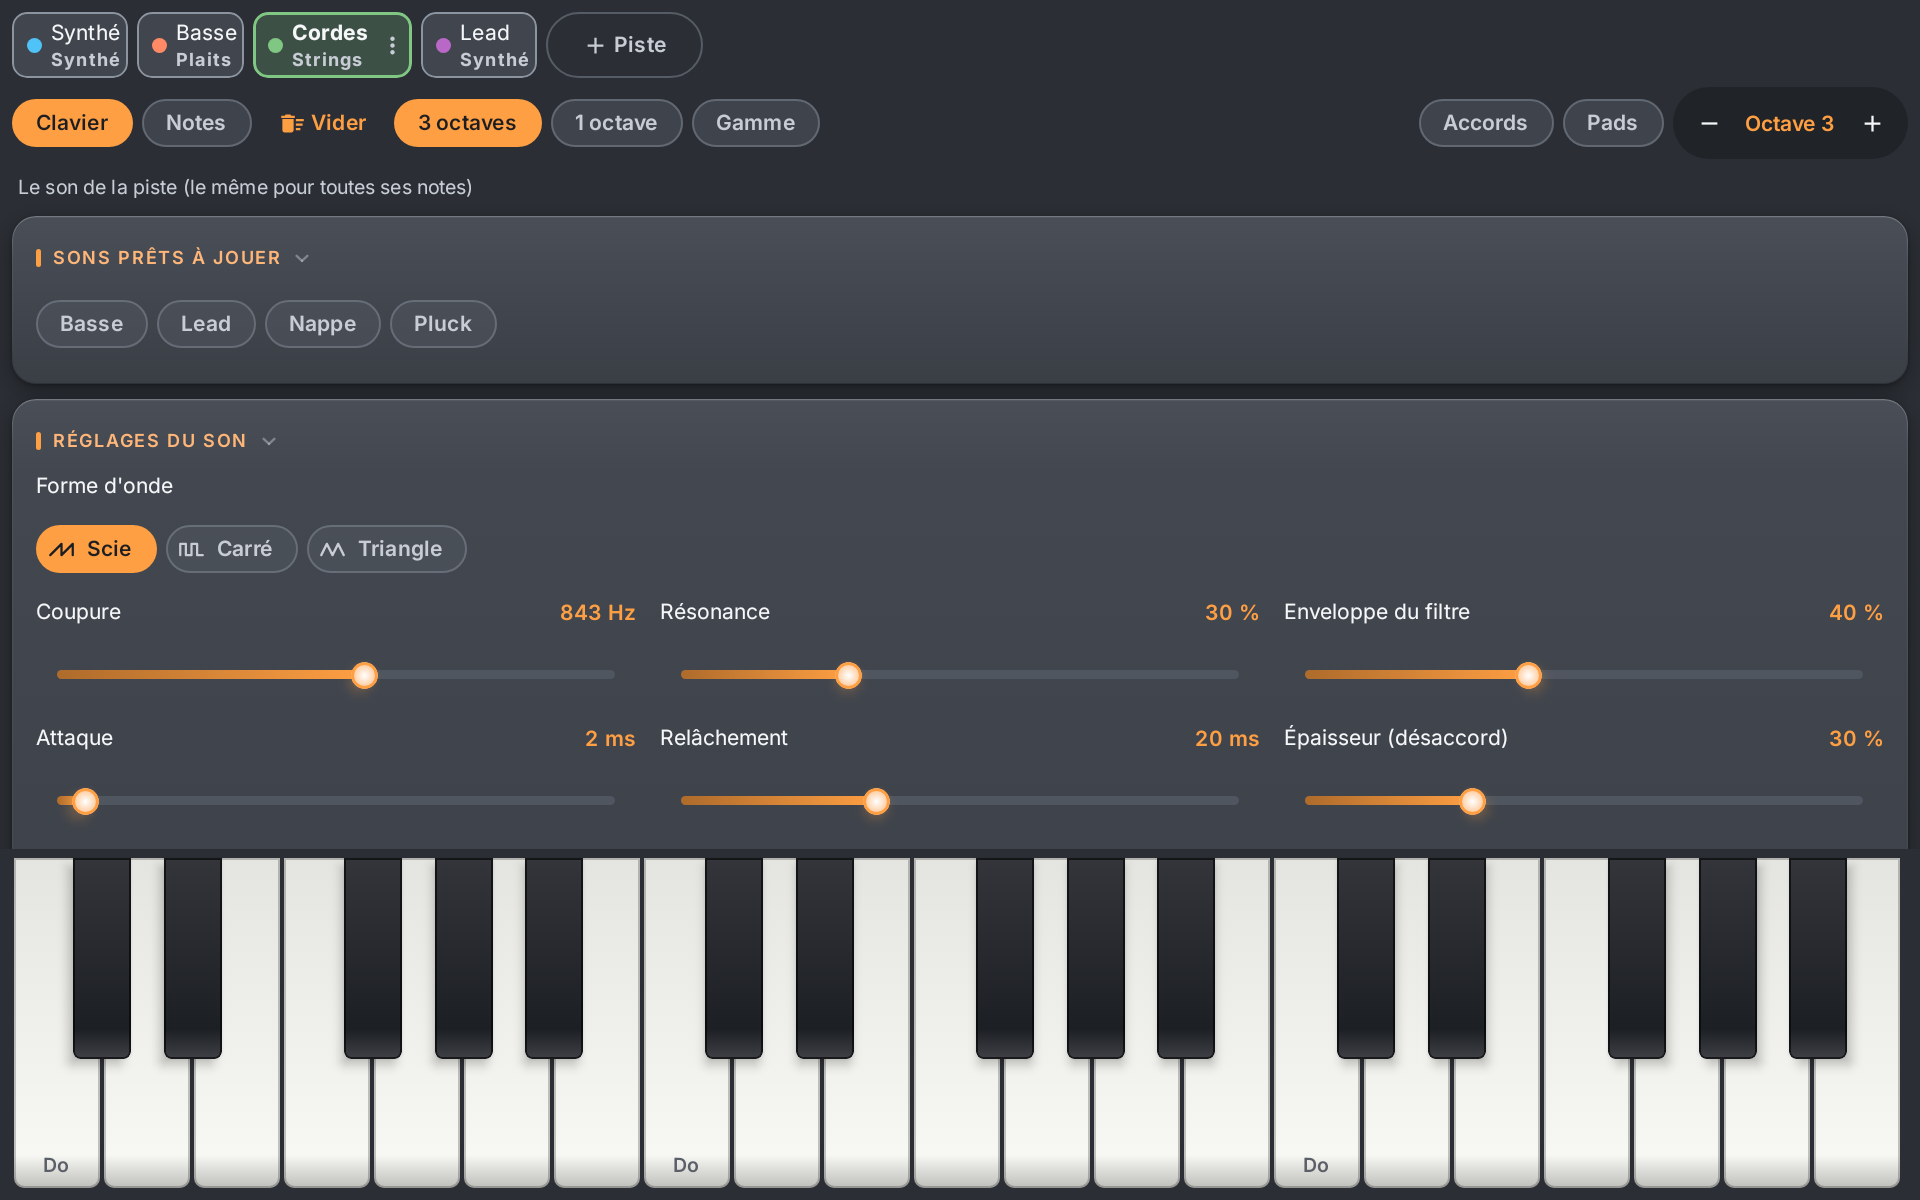 Synthé
Synthé
Basse
Plaits
Cordes
Strings
Lead
Synthé
+ Piste
Clavier
Notes
Vider
3 octaves
1 octave
Gamme
Accords
Pads
− Octave 3 +
Le son de la piste (le même pour toutes ses notes)
SONS PRÊTS À JOUER
Basse
Lead
Nappe
Pluck
RÉGLAGES DU SON
Forme d'onde
Scie
Carré
Triangle
Coupure 843 Hz
Résonance 30 %
Enveloppe du filtre 40 %
Attaque 2 ms
Relâchement 20 ms
Épaisseur (désaccord) 30 %
Do
Do
Do